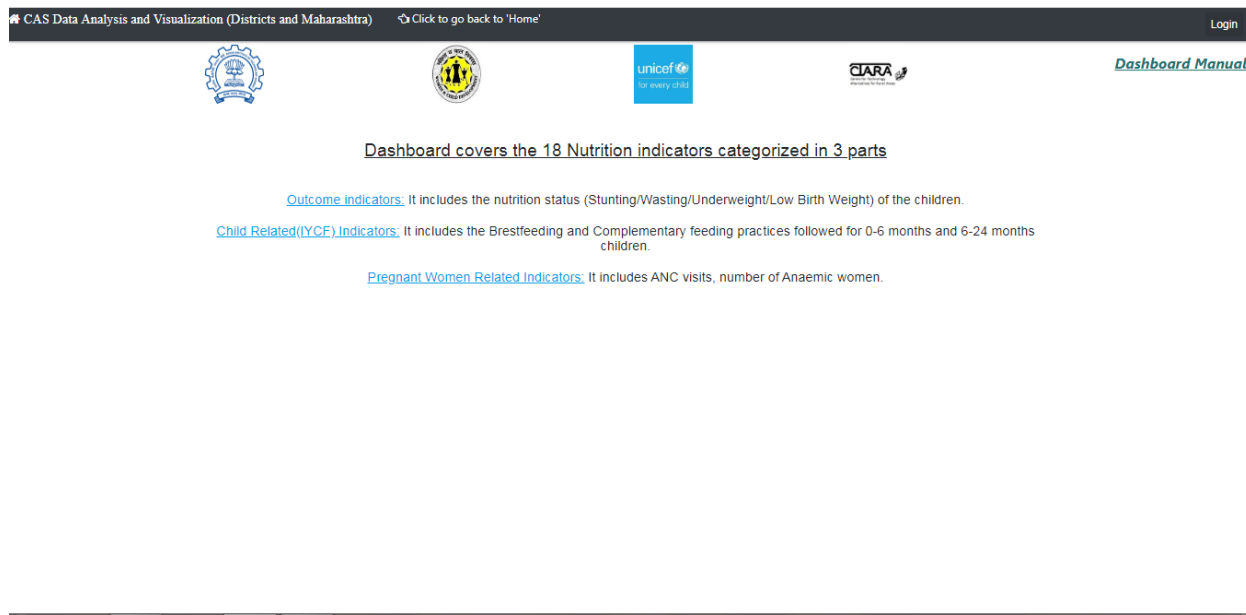 CAS Data Analysis and Visualization (Districts and Maharashtra) Click to go back to 'Home' Login
unicef
for every child
CTARA
Dashboard Manual
Dashboard covers the 18 Nutrition indicators categorized in 3 parts
Outcome indicators: It includes the nutrition status (Stunting/Wasting/Underweight/Low Birth Weight) of the children.
Child Related(IYCF) Indicators: It includes the Brestfeeding and Complementary feeding practices followed for 0-6 months and 6-24 months
children.
Pregnant Women Related Indicators: It includes ANC visits, number of Anaemic women.